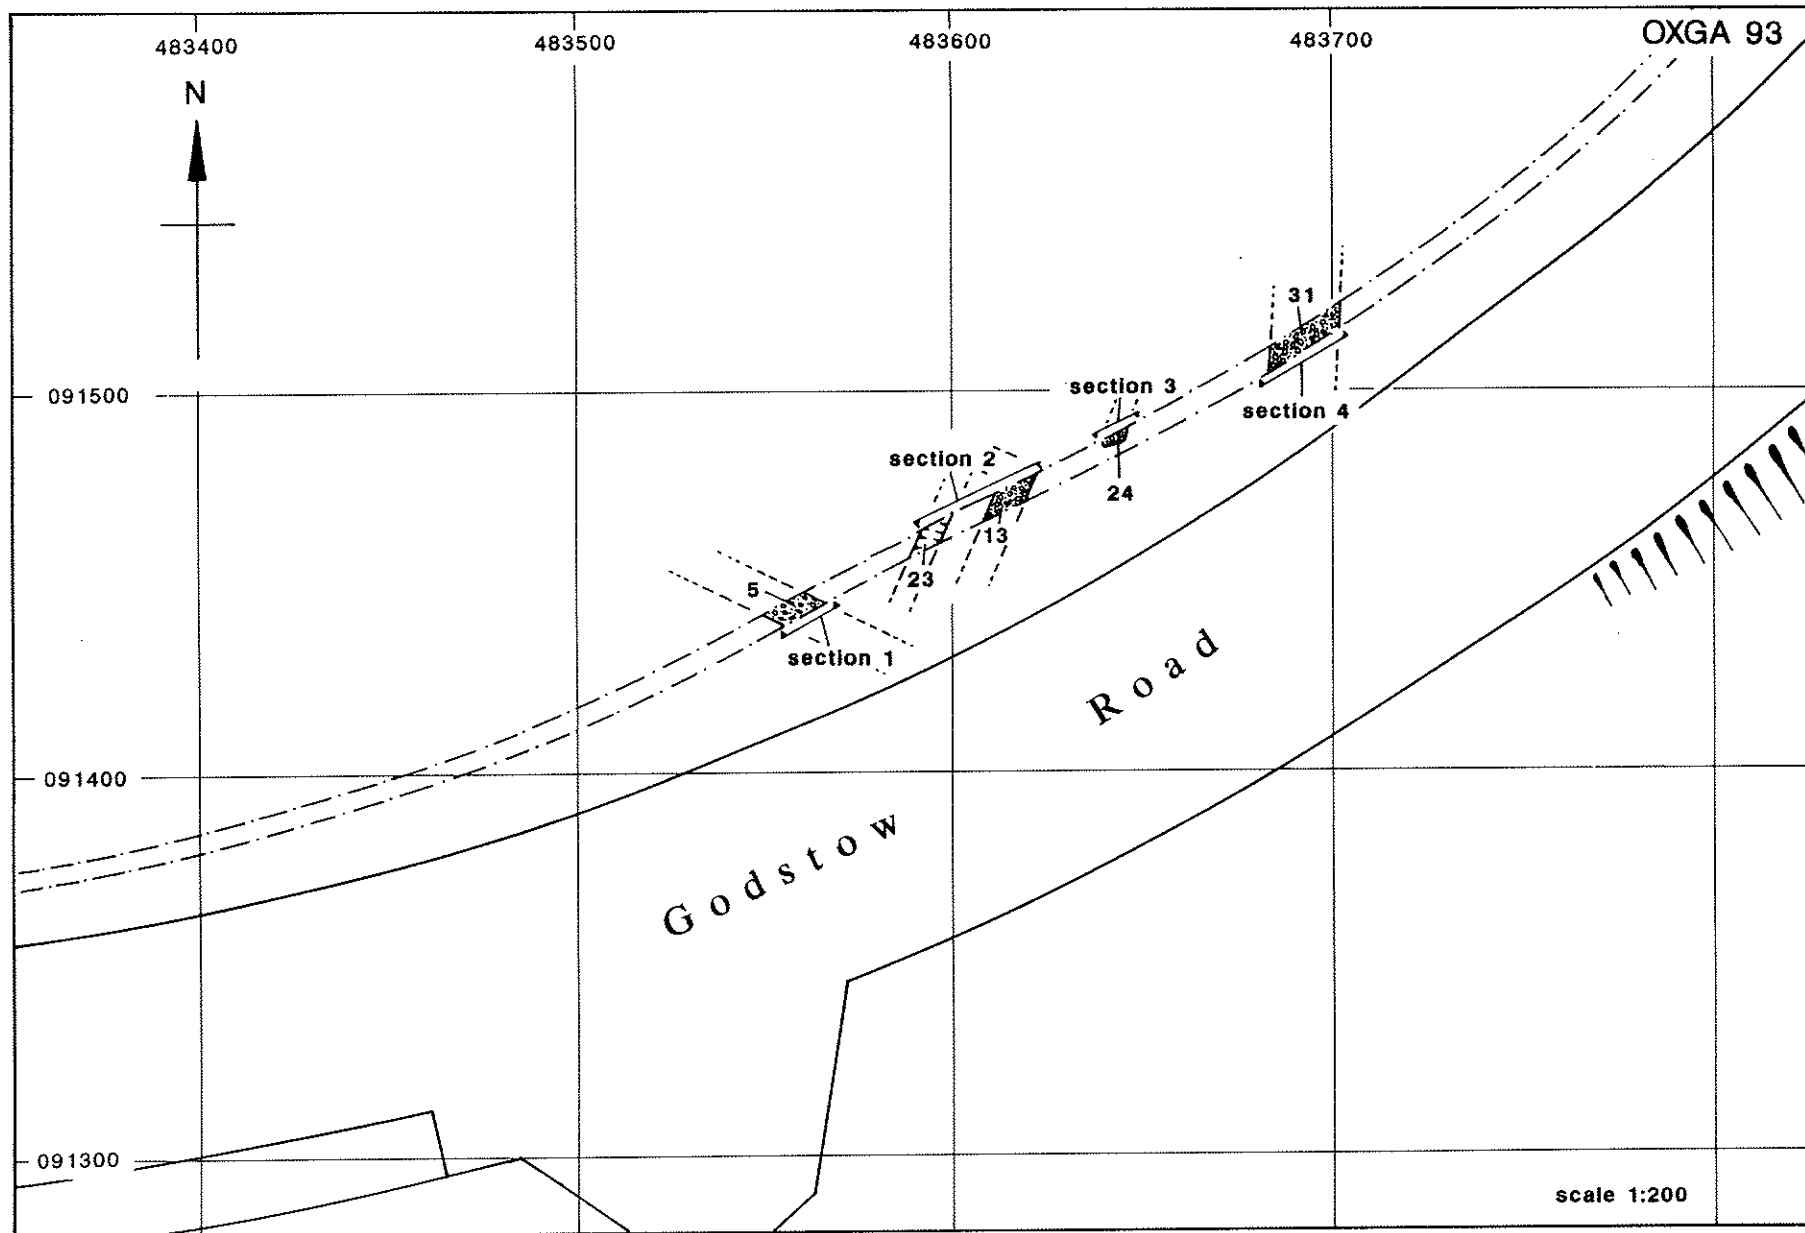 483400
483500
483600
483700
OXGA 93
N
31
091500
section 3
section 4
section 2
24
13
23
5
section 1
Road
091400
Godstow
091300
scale 1:200